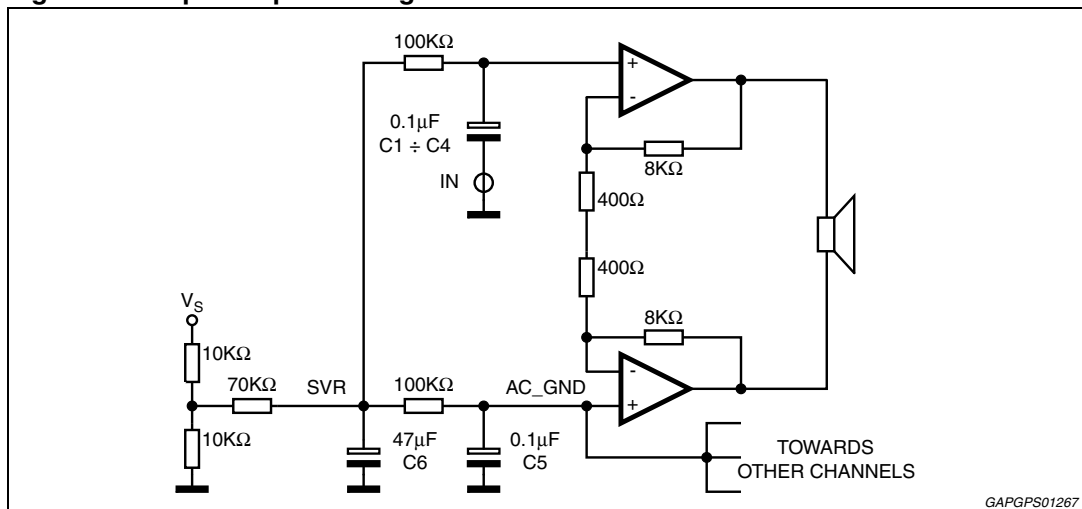 100KΩ
+
-
0.1μF
C1 ÷ C4
IN
8KΩ
400Ω
400Ω
8KΩ
VS
10KΩ
70KΩ
SVR
100KΩ
AC_GND
-
+
10KΩ
47μF
C6
0.1μF
C5
TOWARDS
OTHER CHANNELS
GAPGPS01267